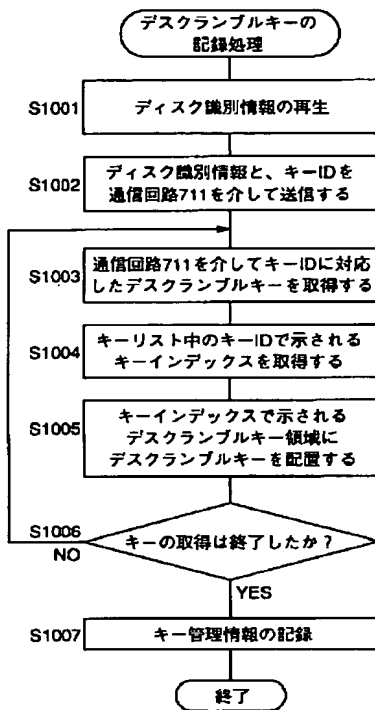 デスクランブルキーの
記録処理
S1001
ディスク識別情報の再生
S1002
ディスク識別情報と、キーIDを
通信回路711を介して送信する
S1003
通信回路711を介してキーIDに対応
したデスクランブルキーを取得する
S1004
キーリスト中のキーIDで示される
キーインデックスを取得する
S1005
キーインデックスで示される
デスクランブルキー領域に
デスクランブルキーを配置する
S1006
キーの取得は終了したか?
NO
YES
S1007
キー管理情報の記録
終了